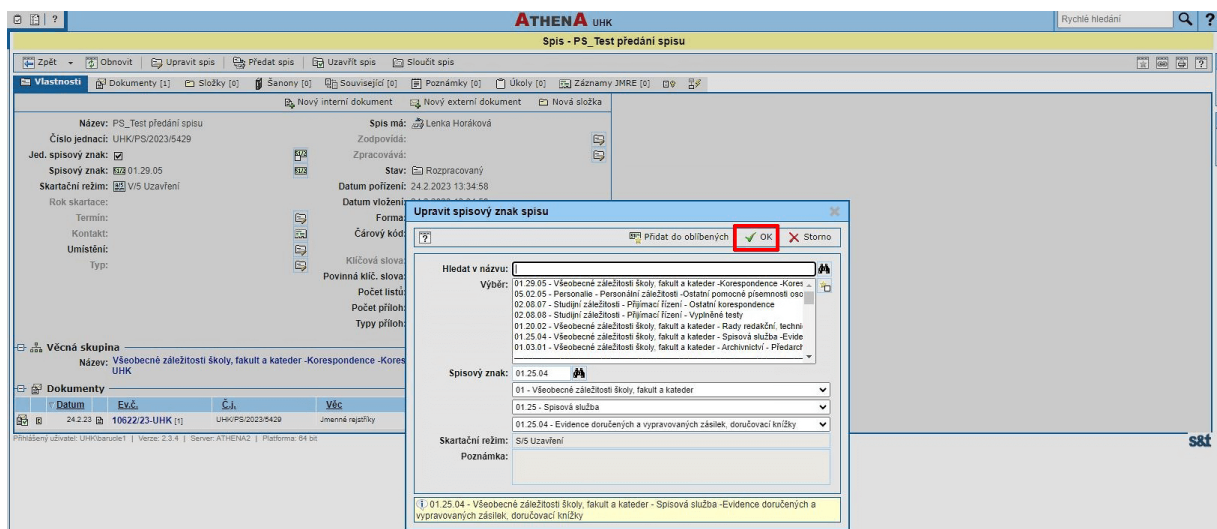 ?
ATHENA UHK
Rychlé hledání
?
Spis - PS_Test předání spisu
Zpět
Obnovit
Upravit spis
Předat spis
Uzavřít spis
Sloučit spis
?
Vlastnosti
Dokumenty [1]
Složky [0]
Šanony [0]
Související [0]
Poznámky [0]
Úkoly [0]
Záznamy JMRE [0]
Nový interní dokument
Nový externí dokument
Nová složka
Název: PS_Test předání spisu
Spis má: Lenka Horáková
Číslo jednací: UHK/PS/2023/5429
Zodpovídá:
Jed. spisový znak:
Zpracovává:
Spisový znak: 01.29.05
Stav: Rozpracovaný
Skartační režim: V/5 Uzavření
Datum pořízení: 24.2.2023 13:34:58
Rok skartace:
Datum vložení:
Termín:
Forma:
Kontakt:
Čárový kód:
Umístění:
Typ:
Klíčová slova:
Povinná klíč. slova:
Počet listů:
Počet příloh:
Typy příloh:
Věcná skupina
Název: Všeobecné záležitosti školy, fakult a kateder -Korespondence -Kores
UHK
Dokumenty
Datum Ev.č. Č.j. Věc
24.2.23 10622/23-UHK [1] UHK/PS/2023/5429 Jmenné rejstříky
Přihlášený uživatel: UHK\barude1 | Verze: 2.3.4 | Server: ATHENA2 | Platforma: 64 bit
s&t
Upravit spisový znak spisu
?
Přidat do oblíbených
OK
Storno
Hledat v názvu:
Výběr:
01.29.05 - Všeobecné záležitosti školy, fakult a kateder -Korespondence -Kores
05.02.05 - Personalie - Personální záležitosti -Ostatní pomocné písemnosti oso
02.08.07 - Studijní záležitosti - Přijímací řízení - Ostatní korespondence
02.08.08 - Studijní záležitosti - Přijímací řízení - Vyplněné testy
01.20.02 - Všeobecné záležitosti školy, fakult a kateder - Rady redakční, techni
01.25.04 - Všeobecné záležitosti školy, fakult a kateder - Spisová služba -Evide
01.03.01 - Všeobecné záležitosti školy, fakult a kateder - Archivnictví - Předarch
Spisový znak: 01.25.04
01 - Všeobecné záležitosti školy, fakult a kateder
01.25 - Spisová služba
01.25.04 - Evidence doručených a vypravovaných zásilek, doručovací knížky
Skartační režim: S/5 Uzavření
Poznámka:
01.25.04 - Všeobecné záležitosti školy, fakult a kateder - Spisová služba -Evidence doručených a
vypravovaných zásilek, doručovací knížky